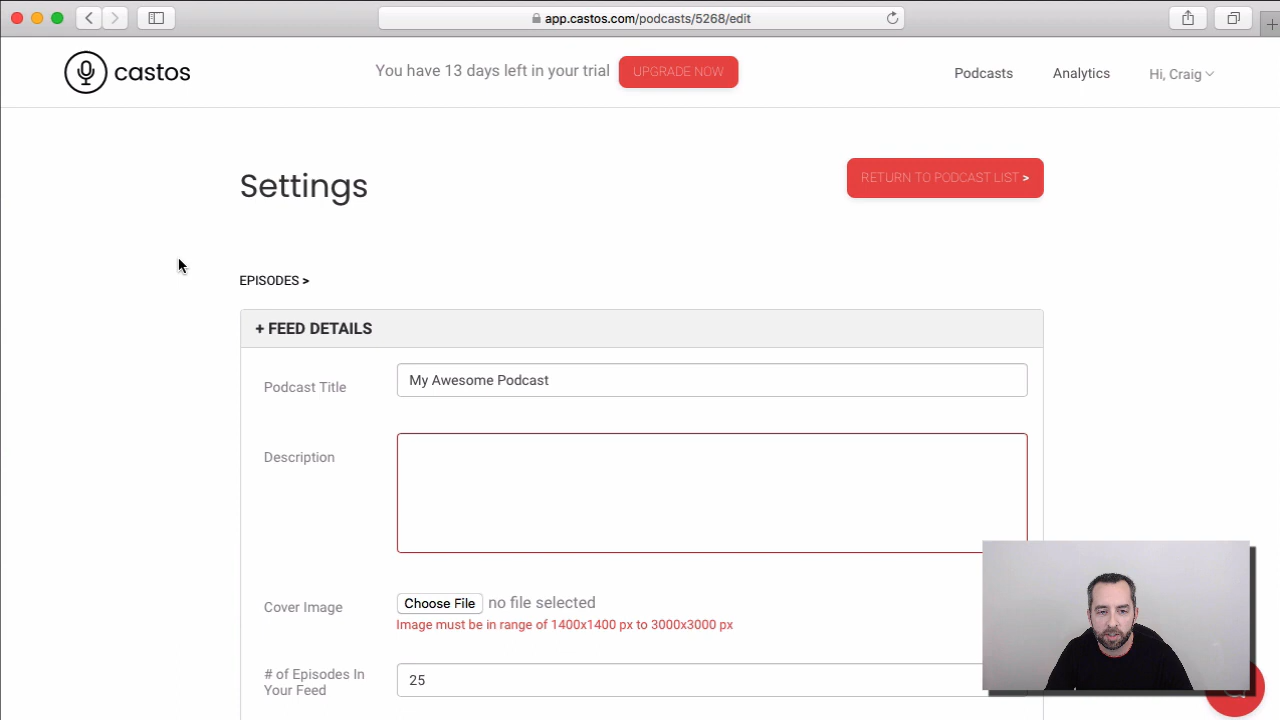 app.castos.com/podcasts/5268/edit
castos
You have 13 days left in your trial
UPGRADE NOW
Podcasts
Analytics
Hi, Craig
Settings
RETURN TO PODCAST LIST >
EPISODES >
+ FEED DETAILS
Podcast Title
My Awesome Podcast
Description
Cover Image
Choose File no file selected
Image must be in range of 1400x1400 px to 3000x3000 px
# of Episodes In
Your Feed
25